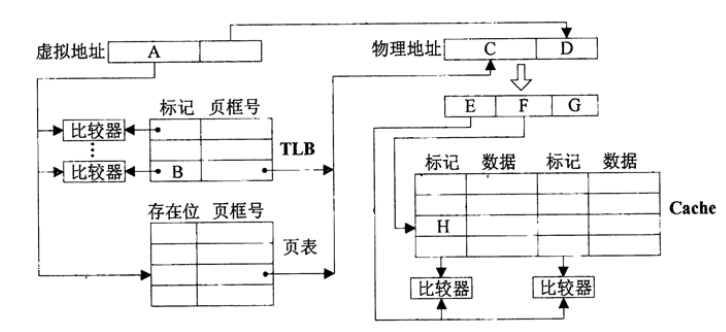 虚拟地址 A
物理地址 C D
E F G
标记 页框号
比较器
比较器 B
TLB
存在位 页框号
页表
标记 数据 标记 数据
H
Cache
比较器 比较器